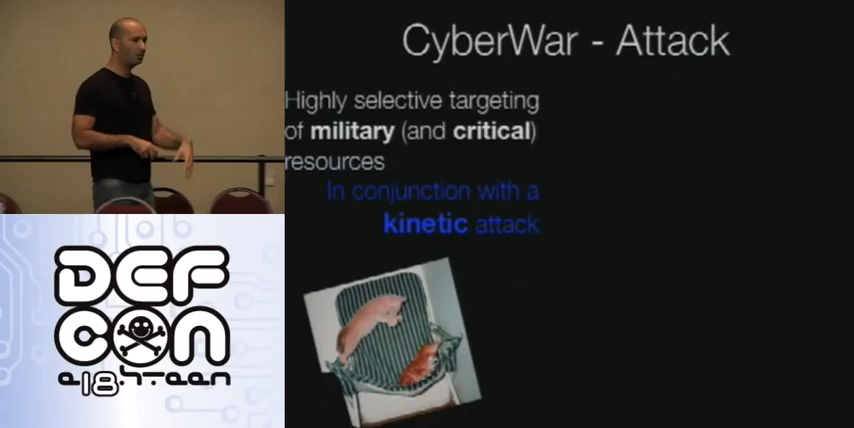 CyberWar - Attack
Highly selective targeting
of military (and critical)
resources
In conjunction with a
kinetic attack
DEF
CON
e18hteen